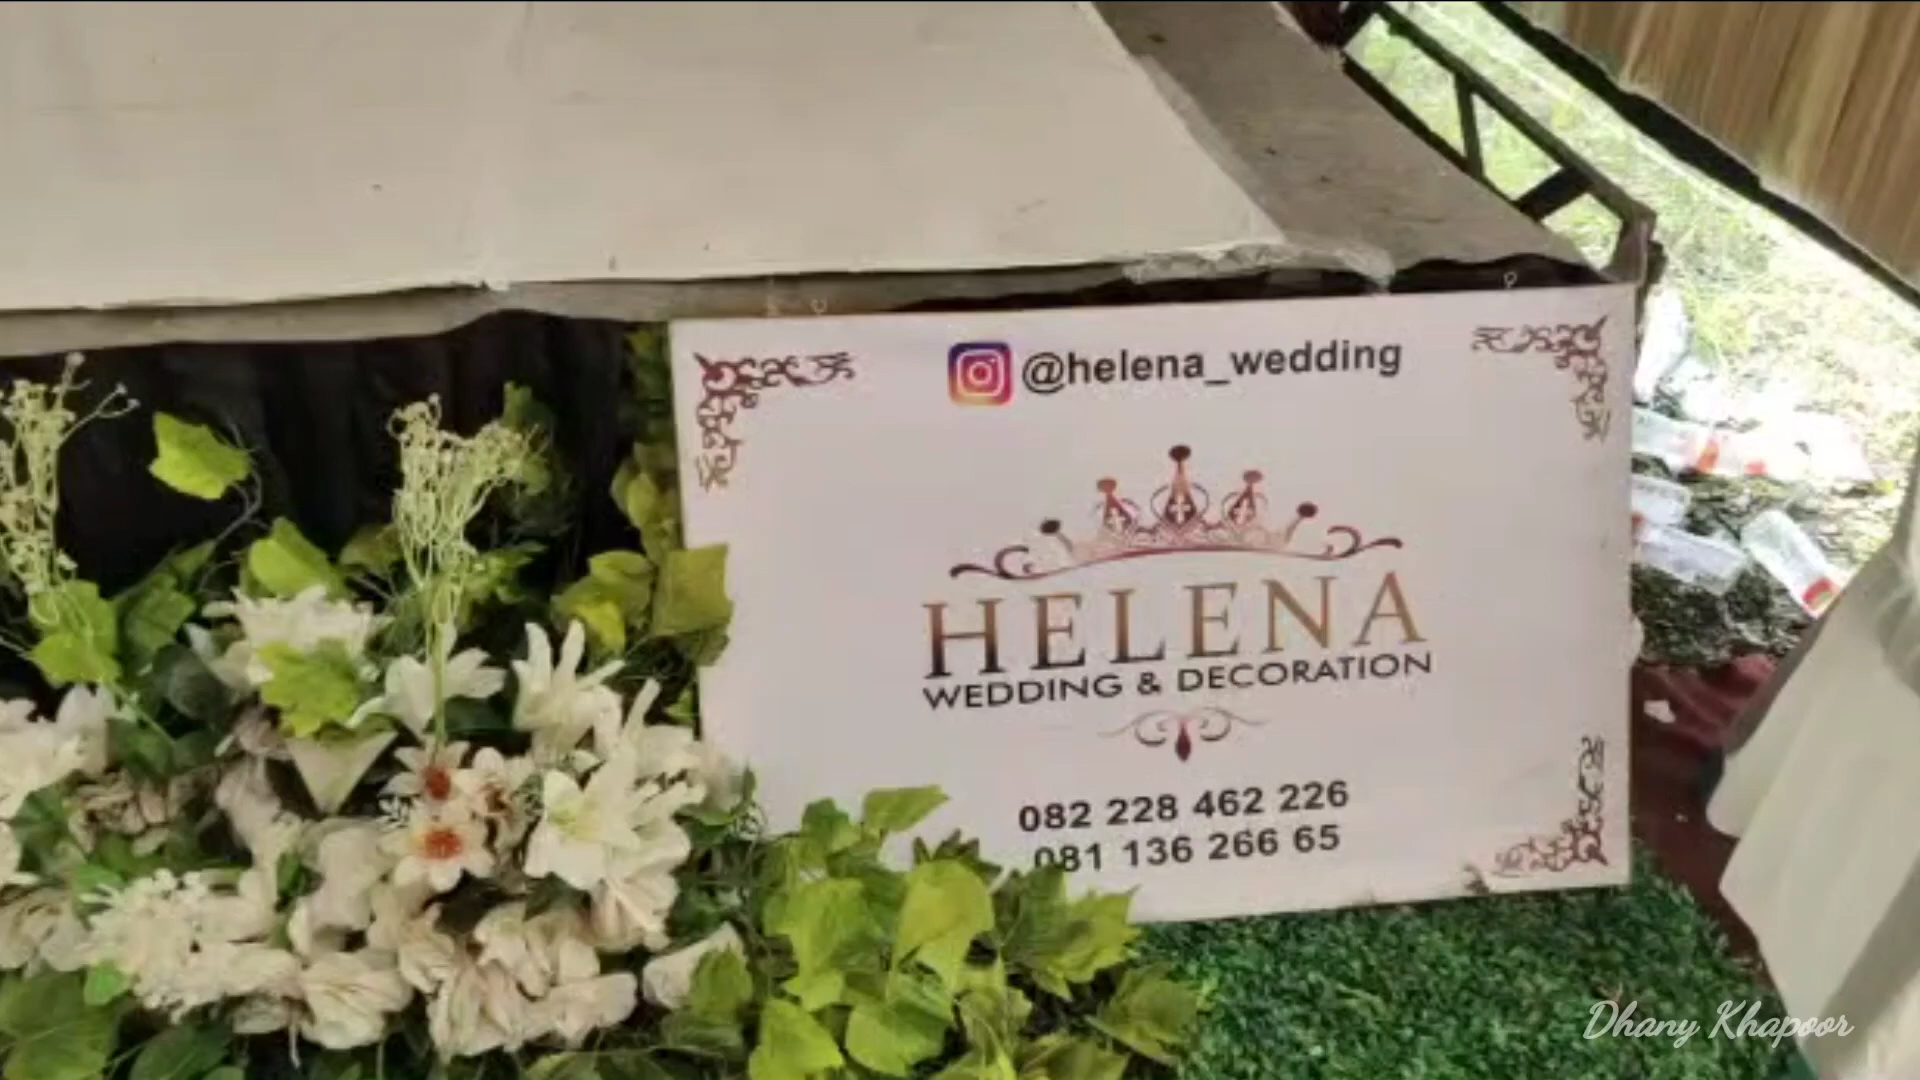 @helena_wedding
HELENA
WEDDING & DECORATION
082 228 462 226
081 136 266 65
Dhany Khapoor